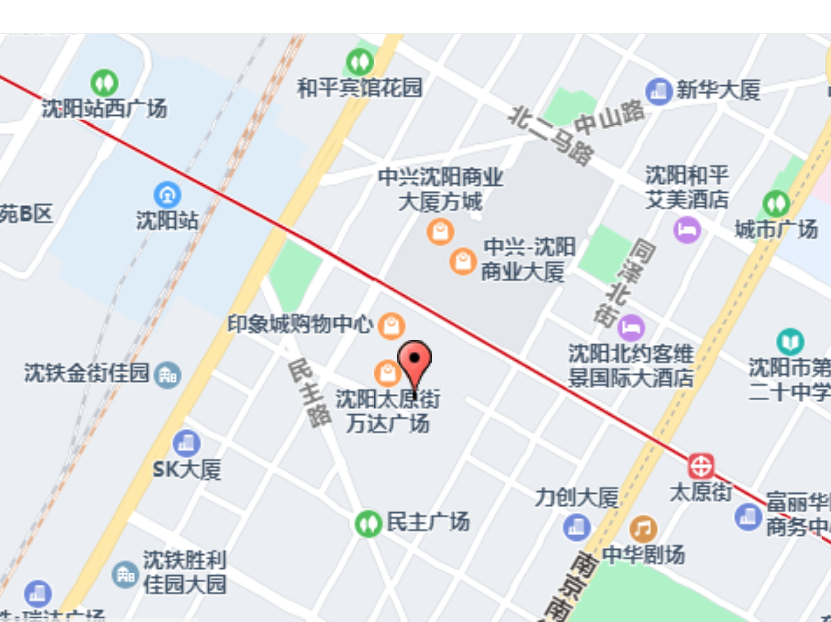 和平宾馆花园
沈阳站西广场
新华大厦
中山路
北二马路
中兴沈阳商业
大厦方城
沈阳和平
艾美酒店
苑B区
沈阳站
城市广场
中兴-沈阳
商业大厦
同泽北街
印象城购物中心
沈铁金街佳园
民主路
沈阳太原街
万达广场
沈阳北约客维
景国际大酒店
沈阳市第
二十中学
SK大厦
太原街
力创大厦
富丽华
商务中
民主广场
中华剧场
沈铁胜利
佳园大园
南京南
瑞达广场